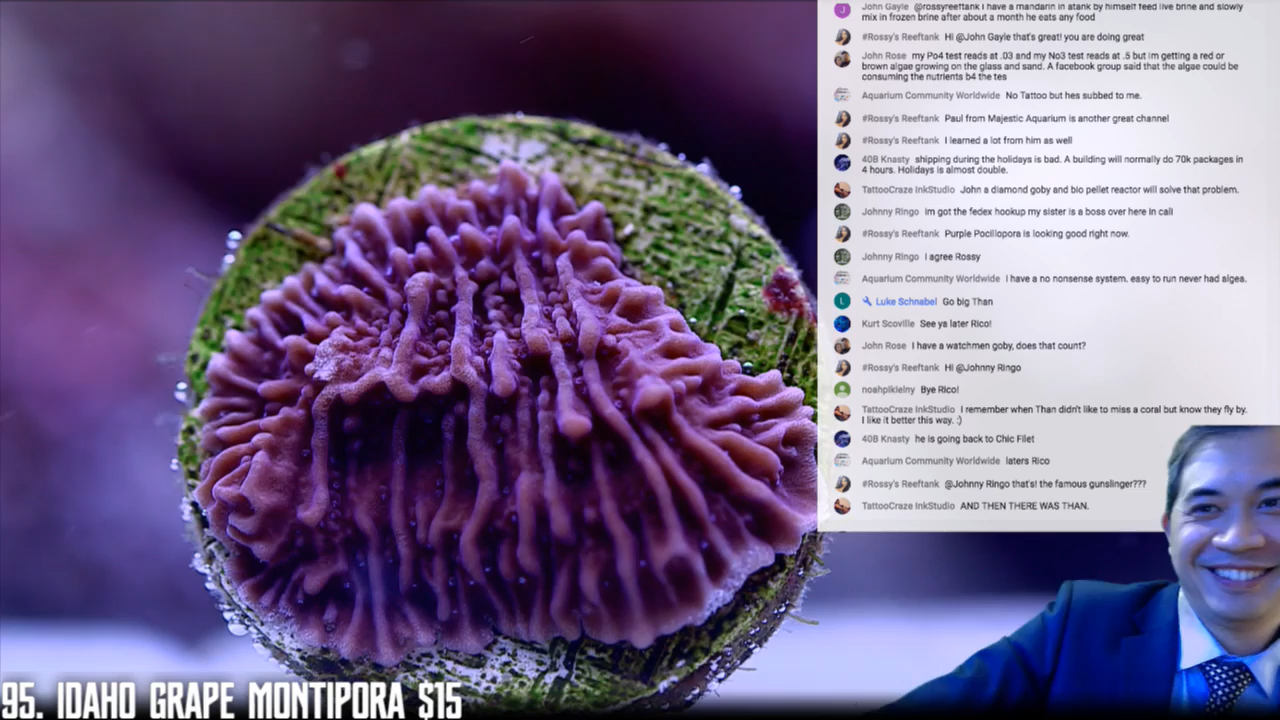 John Gayle @rossyreeftank i have a mandarin in atank by himself feed live brine and slowly
mix in frozen brine after about a month he eats any food
#Rossy's Reeftank Hi @John Gayle that's great! you are doing great
John Rose my Po4 test reads at .03 and my No3 test reads at .5 but im getting a red or
brown algae growing on the glass and sand. A facebook group said that the algae could be
consuming the nutrients b4 the tes
Aquarium Community Worldwide No Tattoo but hes subbed to me.
#Rossy's Reeftank Paul from Majestic Aquarium is another great channel
#Rossy's Reeftank I learned a lot from him as well
40B Knasty shipping during the holidays is bad. A building will normally do 70k packages in
4 hours. Holidays is almost double.
TattooCraze InkStudio John a diamond goby and bio pellet reactor will solve that problem.
Johnny Ringo im got the fedex hookup my sister is a boss over here in cali
#Rossy's Reeftank Purple Pocillopora is looking good right now.
Johnny Ringo I agree Rossy
Aquarium Community Worldwide I have a no nonsense system. easy to run never had algea.
L Luke Schnabel Go big Than
Kurt Scoville See ya later Rico!
John Rose I have a watchmen goby, does that count?
#Rossy's Reeftank Hi @Johnny Ringo
noahpikielny Bye Rico!
TattooCraze InkStudio I remember when Than didn't like to miss a coral but know they fly by.
I like it better this way. :)
40B Knasty he is going back to Chic Filet
Aquarium Community Worldwide laters Rico
#Rossy's Reeftank @Johnny Ringo that's! the famous gunslinger???
TattooCraze InkStudio AND THEN THERE WAS THAN.
95. IDAHO GRAPE MONTIPORA $15